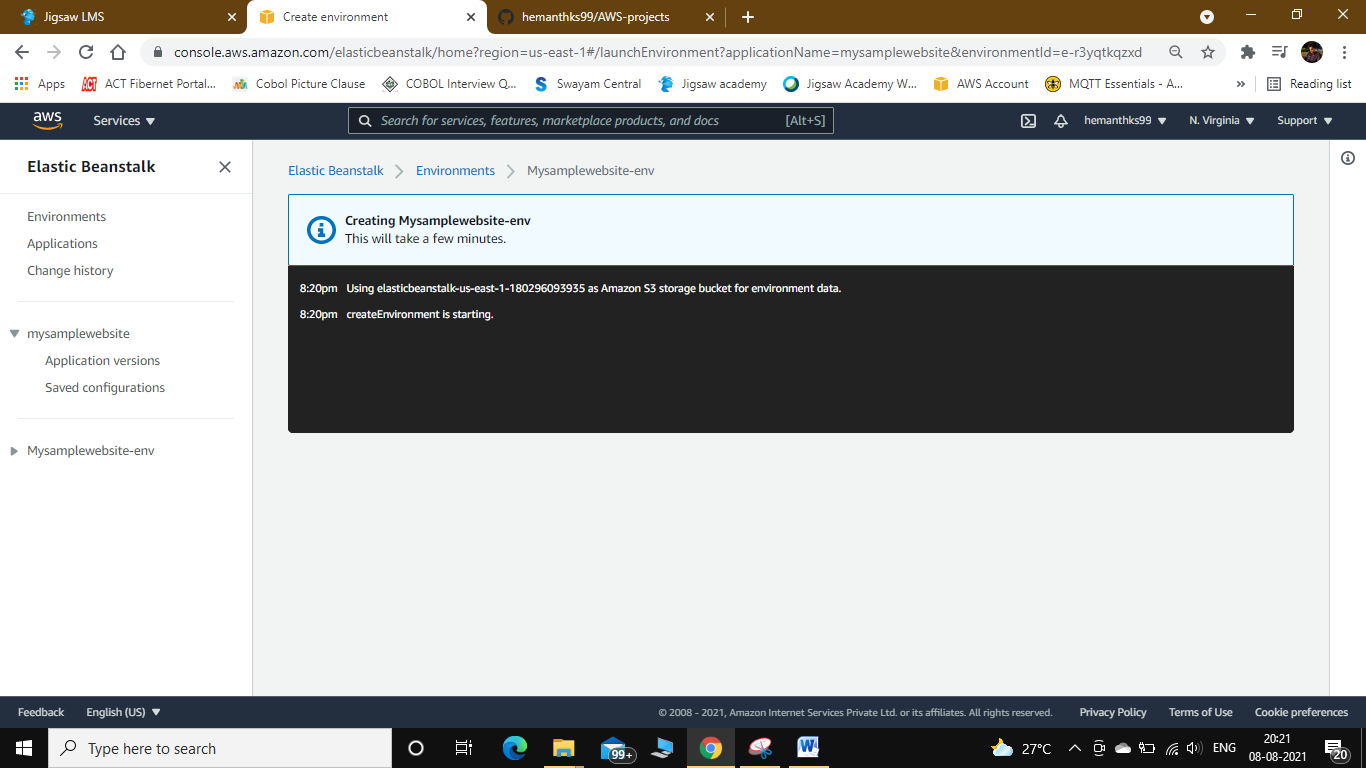 Jigsaw LMS
Create environment
hemanthks99/AWS-projects
console.aws.amazon.com/elasticbeanstalk/home?region=us-east-1#/launchEnvironment?applicationName=mysamplewebsite&environmentId=e-r3yqtkqzxd
Apps
ACT Fibernet Portal...
Cobol Picture Clause
COBOL Interview Q...
Swayam Central
Jigsaw academy
Jigsaw Academy W...
AWS Account
MQTT Essentials - A...
»
Reading list
aws
Services
Search for services, features, marketplace products, and docs
[Alt+S]
hemanthks99
N. Virginia
Support
Elastic Beanstalk
Environments
Applications
Change history
mysamplewebsite
Application versions
Saved configurations
Mysamplewebsite-env
Elastic Beanstalk
Environments
Mysamplewebsite-env
Creating Mysamplewebsite-env
This will take a few minutes.
8:20pm Using elasticbeanstalk-us-east-1-180296093935 as Amazon S3 storage bucket for environment data.
8:20pm createEnvironment is starting.
Feedback
English (US)
© 2008 - 2021, Amazon Internet Services Private Ltd. or its affiliates. All rights reserved.
Privacy Policy
Terms of Use
Cookie preferences
Type here to search
99+
27°C
ENG
20:21
08-08-2021
20